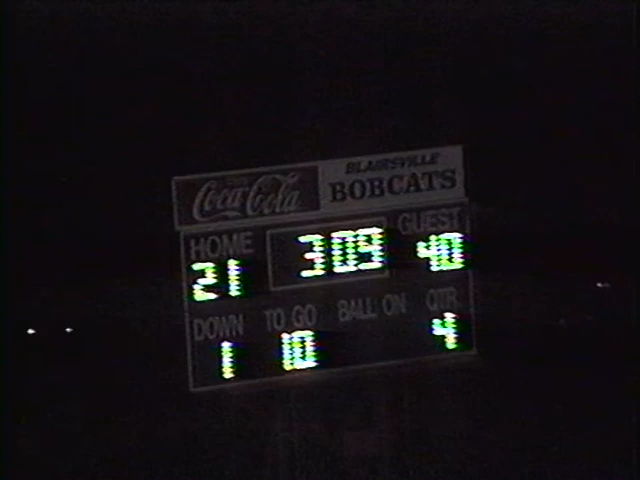 Coca-Cola
BLAIRSVILLE
BOBCATS
HOME 3:09 GUEST
21 40
DOWN TO GO BALL ON QTR
1 10 4